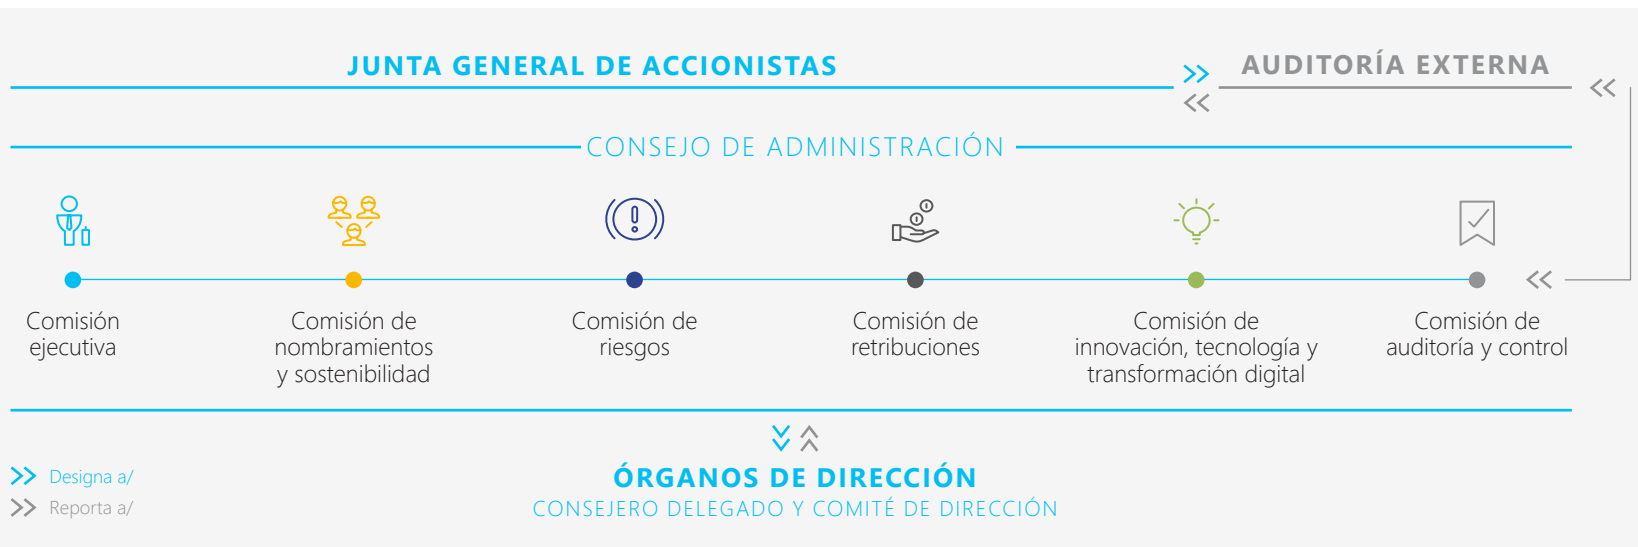 JUNTA GENERAL DE ACCIONISTAS
AUDITORÍA EXTERNA
CONSEJO DE ADMINISTRACIÓN
Comisión
ejecutiva
Comisión de
nombramientos
y sostenibilidad
Comisión de
riesgos
Comisión de
retribuciones
Comisión de
innovación, tecnología y
transformación digital
Comisión de
auditoría y control
Designa a/
Reporta a/
ÓRGANOS DE DIRECCIÓN
CONSEJERO DELEGADO Y COMITÉ DE DIRECCIÓN